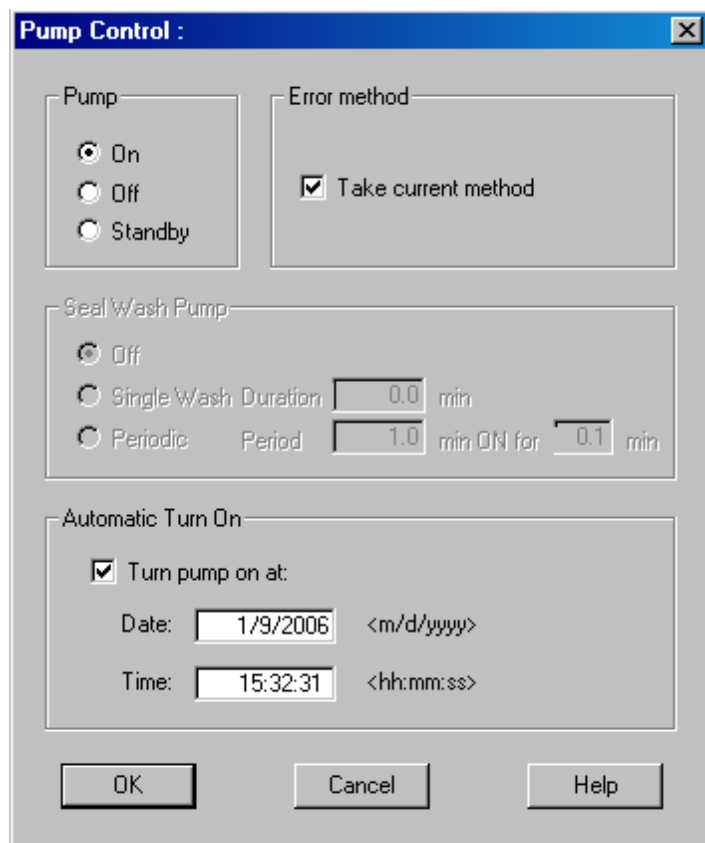 Pump Control :
Pump
Error method
On
Off
Standby
Take current method
Seal Wash Pump
Off
Single Wash Duration 0.0 min
Periodic Period 1.0 min ON for 0.1 min
Automatic Turn On
Turn pump on at:
Date: 1/9/2006 <m/d/yyyy>
Time: 15:32:31 <hh:mm:ss>
OK Cancel Help